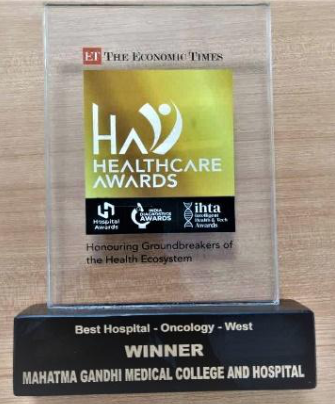 ET THE ECONOMIC TIMES
HA
HEALTHCARE
AWARDS
Hospital
Awards
INDIA
DIAGNOSTICS
AWARDS
ihta
Intelligent
Health & Tech
Awards
Honouring Groundbreakers of
the Health Ecosystem
Best Hospital - Oncology - West
WINNER
MAHATMA GANDHI MEDICAL COLLEGE AND HOSPITAL